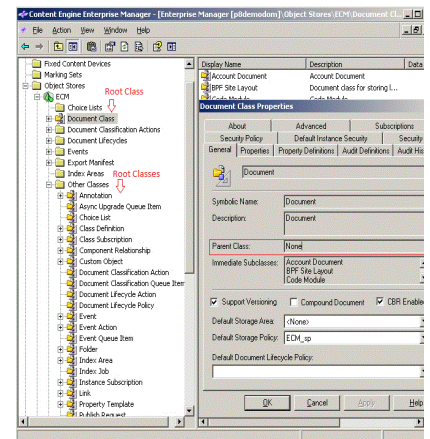 Content Engine Enterprise Manager - [Enterprise Manager [p8demodom]\Object Stores\ECM\Document Cl...
File Action View Window Help
Fixed Content Devices
Marking Sets
Object Stores
ECM
Root Class
Choice Lists
Document Class
Document Classification Actions
Document Lifecycles
Events
Export Manifest
Index Areas
Root Classes
Other Classes
Annotation
Async Upgrade Queue Item
Choice List
Class Definition
Class Subscription
Component Relationship
Custom Object
Document Classification Action
Document Classification Queue Item
Document Lifecycle Action
Document Lifecycle Policy
Event
Event Action
Event Queue Item
Folder
Index Area
Index Job
Instance Subscription
Link
Property Template
Publish Request
Display Name Description Data
Account Document Account Document
BPF Site Layout Document class for storing l...
Code Module Code Module
Document Class Properties
About Advanced Subscriptions
Security Policy Default Instance Security Security
General Properties Property Definitions Audit Definitions Audit His
Document
Symbolic Name: Document
Description: Document
Parent Class: None
Immediate Subclasses: Account Document
BPF Site Layout
Code Module
Support Versioning Compound Document CBR Enable
Default Storage Area: <None>
Default Storage Policy: ECM_sp
Default Document Lifecycle Policy:
OK Cancel Apply Help